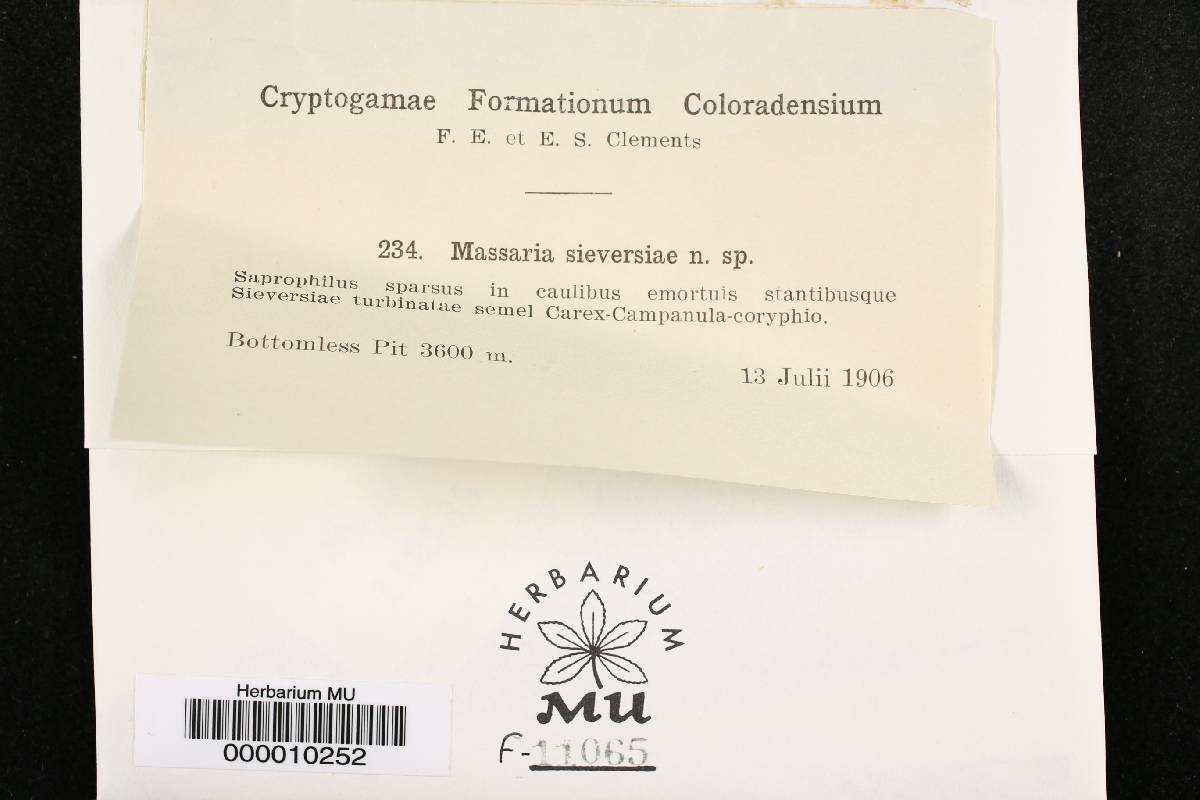 Cryptogamae Formationum Coloradensium
F. E. et E. S. Clements
234. Massaria sieversiae n. sp.
Saprophilus sparsus in caulibus emortuis stantibusque
Sieversiae turbinatae semel Carex-Campanula-coryphio.
Bottomless Pit 3600 m.
13 Julii 1906
HERBARIUM
MU
F-11065
Herbarium MU
000010252